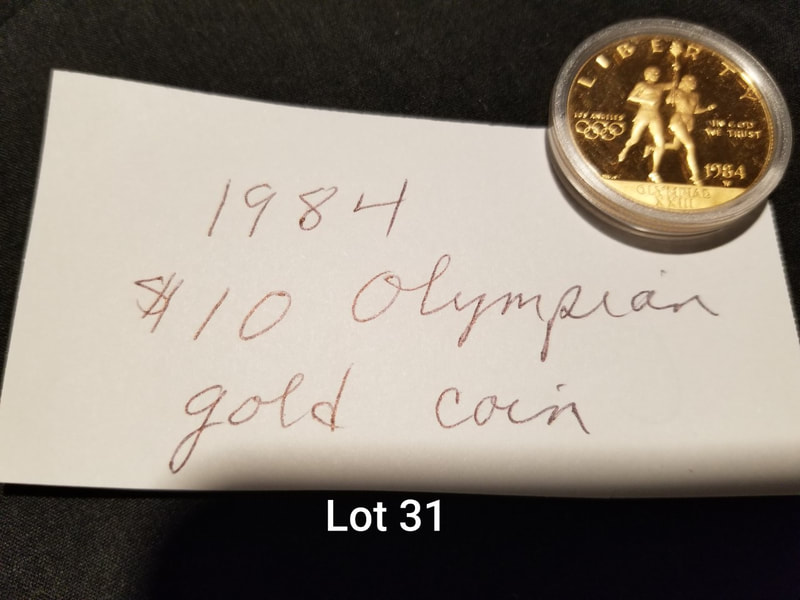 LIBERTY
LOS ANGELES
IN GOD
WE TRUST
1984
W
OLYMPIAD
XXIII
1984
$10 Olympian
gold coin
Lot 31